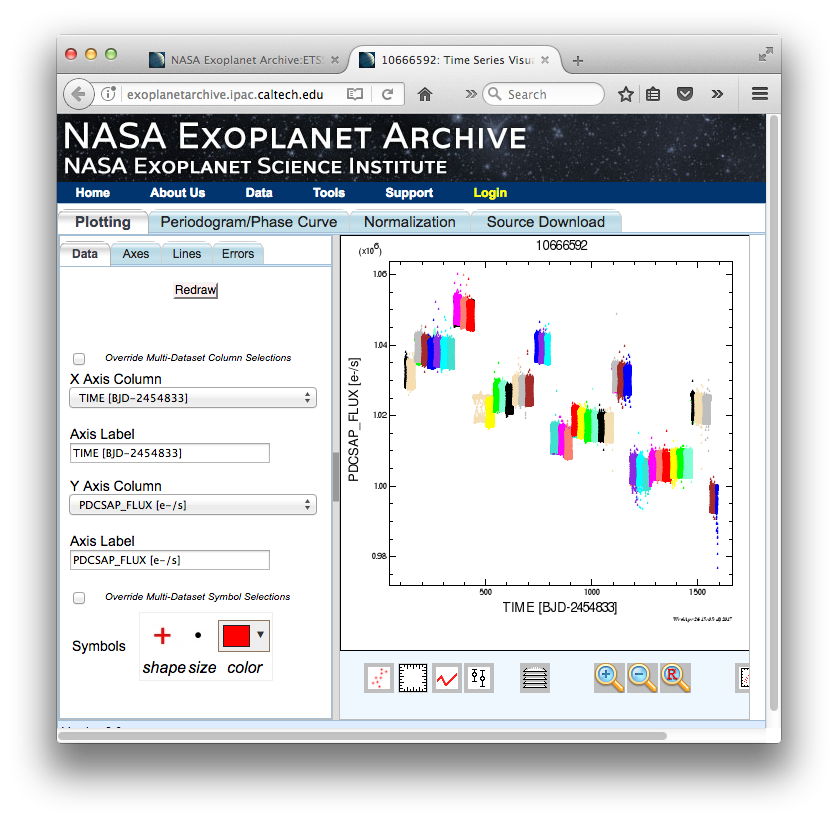 NASA Exoplanet Archive:ETS
10666592: Time Series Visu
exoplanetarchive.ipac.caltech.edu
Search
NASA EXOPLANET ARCHIVE
NASA EXOPLANET SCIENCE INSTITUTE
Home About Us Data Tools Support Login
Plotting Periodogram/Phase Curve Normalization Source Download
Data Axes Lines Errors
Redraw
Override Multi-Dataset Column Selections
X Axis Column
TIME [BJD-2454833]
Axis Label
TIME [BJD-2454833]
Y Axis Column
PDCSAP_FLUX [e-/s]
Axis Label
PDCSAP_FLUX [e-/s]
Override Multi-Dataset Symbol Selections
Symbols
shape size color
10666592
(x10⁶)
1.06
1.04
1.02
1.00
0.98
PDCSAP_FLUX [e-/s]
500 1000 1500
TIME [BJD-2454833]
R